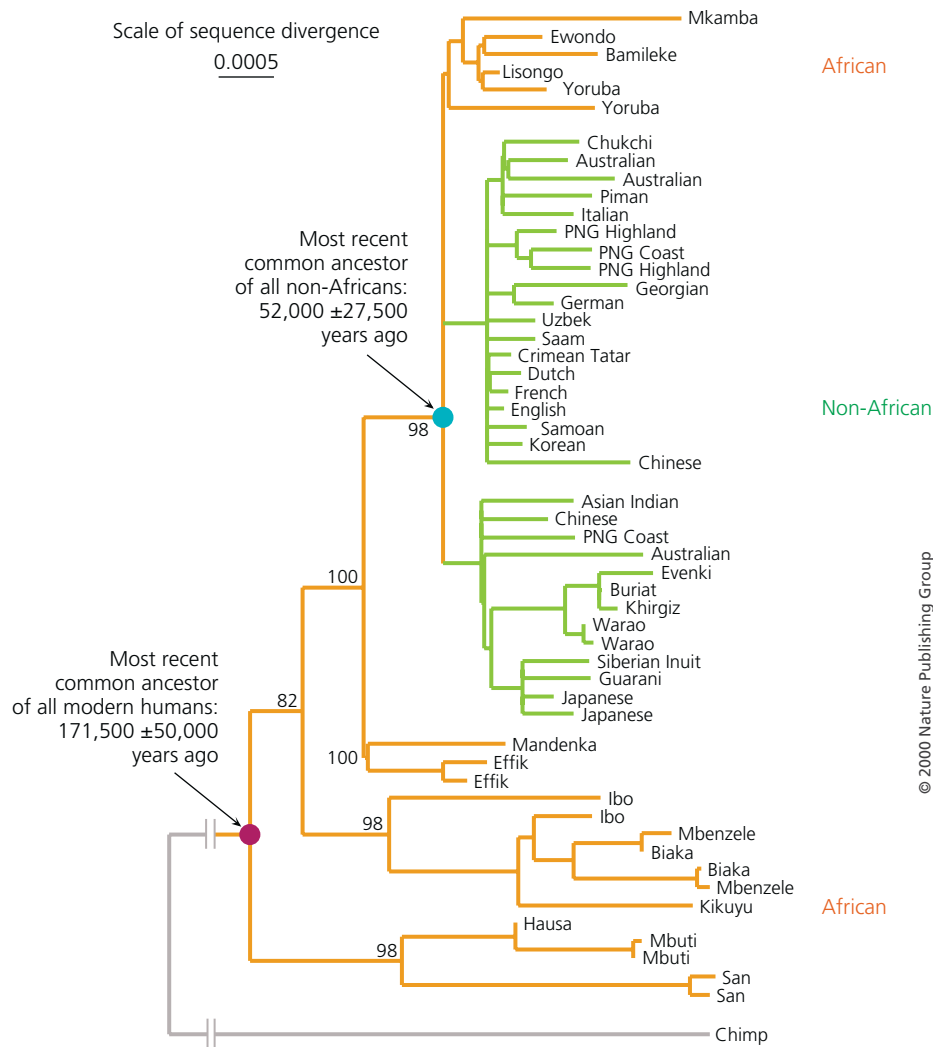 Scale of sequence divergence
0.0005
Mkamba
Ewondo
Bamileke
Lisongo
Yoruba
Yoruba
African
Chukchi
Australian
Australian
Piman
Italian
PNG Highland
PNG Coast
PNG Highland
Georgian
German
Uzbek
Saam
Crimean Tatar
Dutch
French
English
Samoan
Korean
Chinese
Non-African
Most recent
common ancestor
of all non-Africans:
52,000 ±27,500
years ago
98
Asian Indian
Chinese
PNG Coast
Australian
Evenki
Buriat
Khirgiz
Warao
Warao
Siberian Inuit
Guarani
Japanese
Japanese
100
Most recent
common ancestor
of all modern humans:
171,500 ±50,000
years ago
82
100
Mandenka
Effik
Effik
98
Ibo
Ibo
Mbenzele
Biaka
Biaka
Mbenzele
Kikuyu
African
98
Hausa
Mbuti
Mbuti
San
San
Chimp
© 2000 Nature Publishing Group